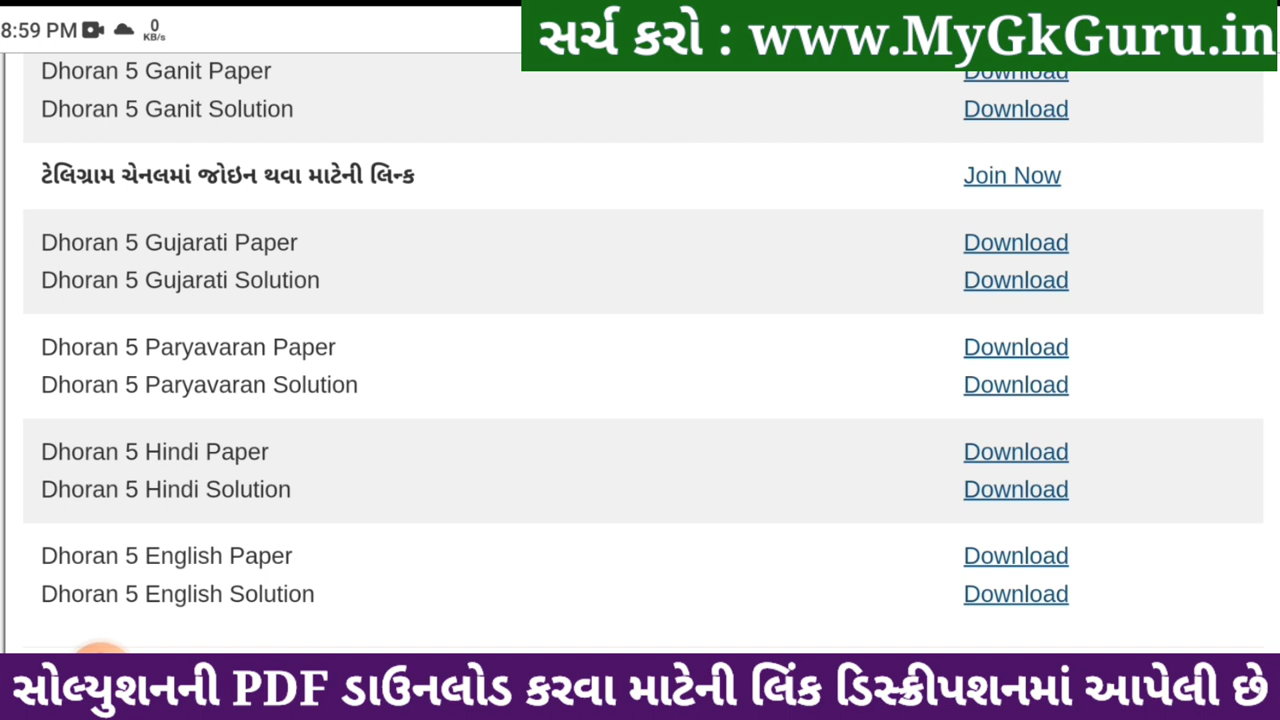 8:59 PM 0 KB/s
સર્ચ કરો : www.MyGkGuru.in
Dhoran 5 Ganit Paper Download
Dhoran 5 Ganit Solution Download
ટેલિગ્રામ ચેનલમાં જોઇન થવા માટેની લિન્ક Join Now
Dhoran 5 Gujarati Paper Download
Dhoran 5 Gujarati Solution Download
Dhoran 5 Paryavaran Paper Download
Dhoran 5 Paryavaran Solution Download
Dhoran 5 Hindi Paper Download
Dhoran 5 Hindi Solution Download
Dhoran 5 English Paper Download
Dhoran 5 English Solution Download
સોલ્યુશનની PDF ડાઉનલોડ કરવા માટેની લિંક ડિસ્ક્રીપશનમાં આપેલી છે